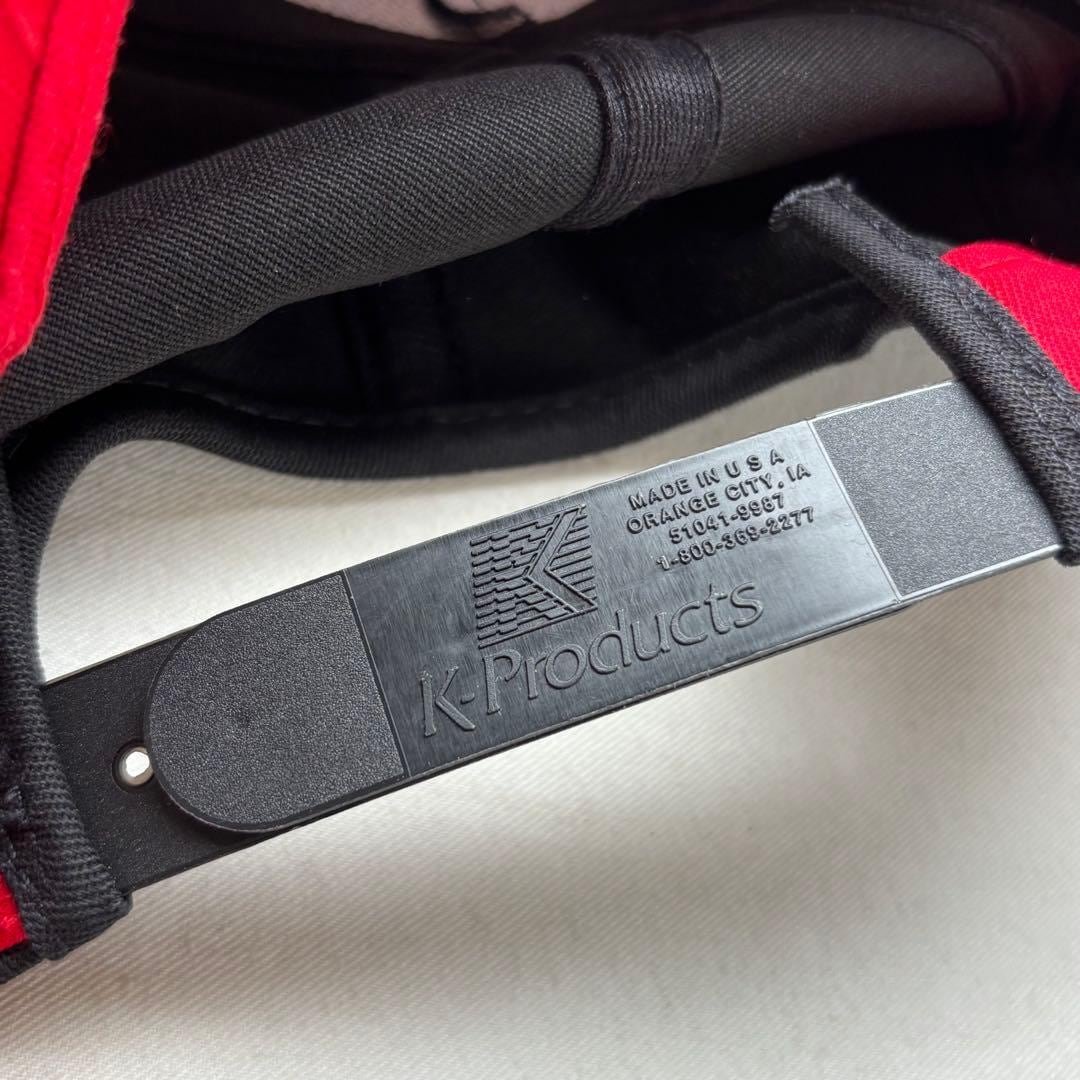 MADE IN U S A
ORANGE CITY, IA
51041-9987
1-800-369-2277
K
K-Products